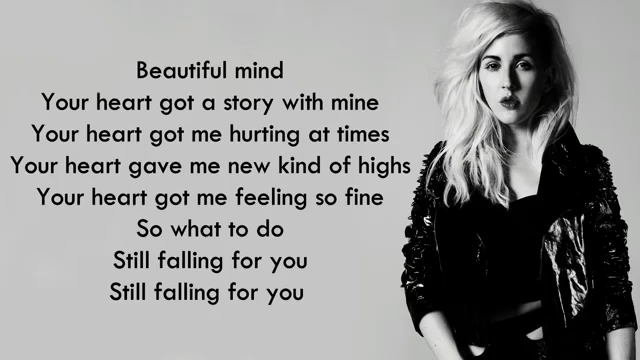 Beautiful mind
Your heart got a story with mine
Your heart got me hurting at times
Your heart gave me new kind of highs
Your heart got me feeling so fine
So what to do
Still falling for you
Still falling for you